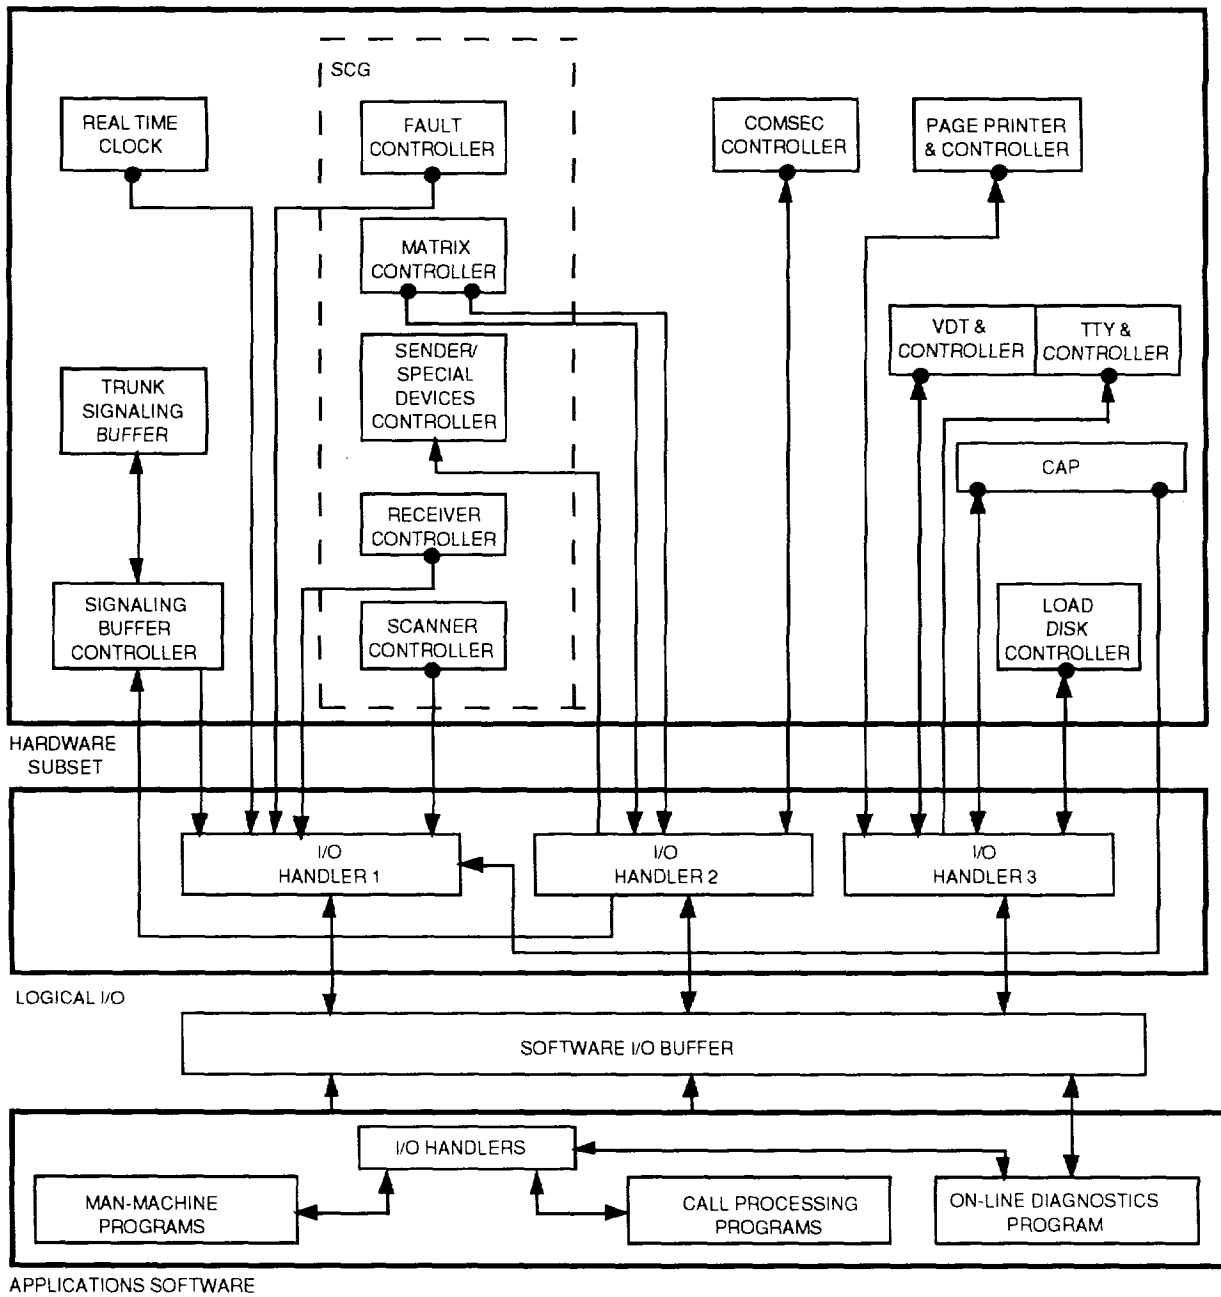 SCG
REAL TIME
CLOCK
FAULT
CONTROLLER
COMSEC
CONTROLLER
PAGE PRINTER
& CONTROLLER
MATRIX
CONTROLLER
VDT &
CONTROLLER
TTY &
CONTROLLER
SENDER/
SPECIAL
DEVICES
CONTROLLER
TRUNK
SIGNALING
BUFFER
CAP
RECEIVER
CONTROLLER
SIGNALING
BUFFER
CONTROLLER
SCANNER
CONTROLLER
LOAD
DISK
CONTROLLER
HARDWARE
SUBSET
I/O
HANDLER 1
I/O
HANDLER 2
I/O
HANDLER 3
LOGICAL I/O
SOFTWARE I/O BUFFER
I/O HANDLERS
MAN-MACHINE
PROGRAMS
CALL PROCESSING
PROGRAMS
ON-LINE DIAGNOSTICS
PROGRAM
APPLICATIONS SOFTWARE